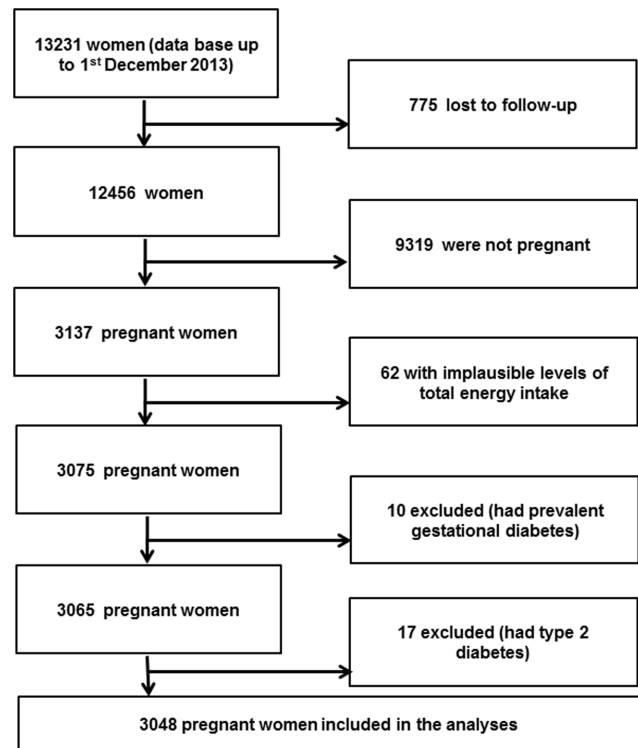 13231 women (data base up
to 1st December 2013)
775 lost to follow-up
12456 women
9319 were not pregnant
3137 pregnant women
62 with implausible levels of
total energy intake
3075 pregnant women
10 excluded (had prevalent
gestational diabetes)
3065 pregnant women
17 excluded (had type 2
diabetes)
3048 pregnant women included in the analyses